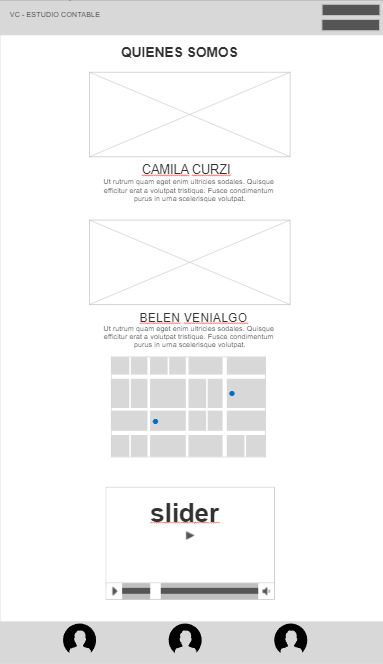 VC - ESTUDIO CONTABLE
QUIENES SOMOS
CAMILA CURZI
Ut rutrum quam eget enim ultricies sodales. Quisque
efficitur erat a volutpat tristique. Fusce condimentum
purus in urna scelerisque volutpat.
BELEN VENIALGO
Ut rutrum quam eget enim ultricies sodales. Quisque
efficitur erat a volutpat tristique. Fusce condimentum
purus in urna scelerisque volutpat.
slider